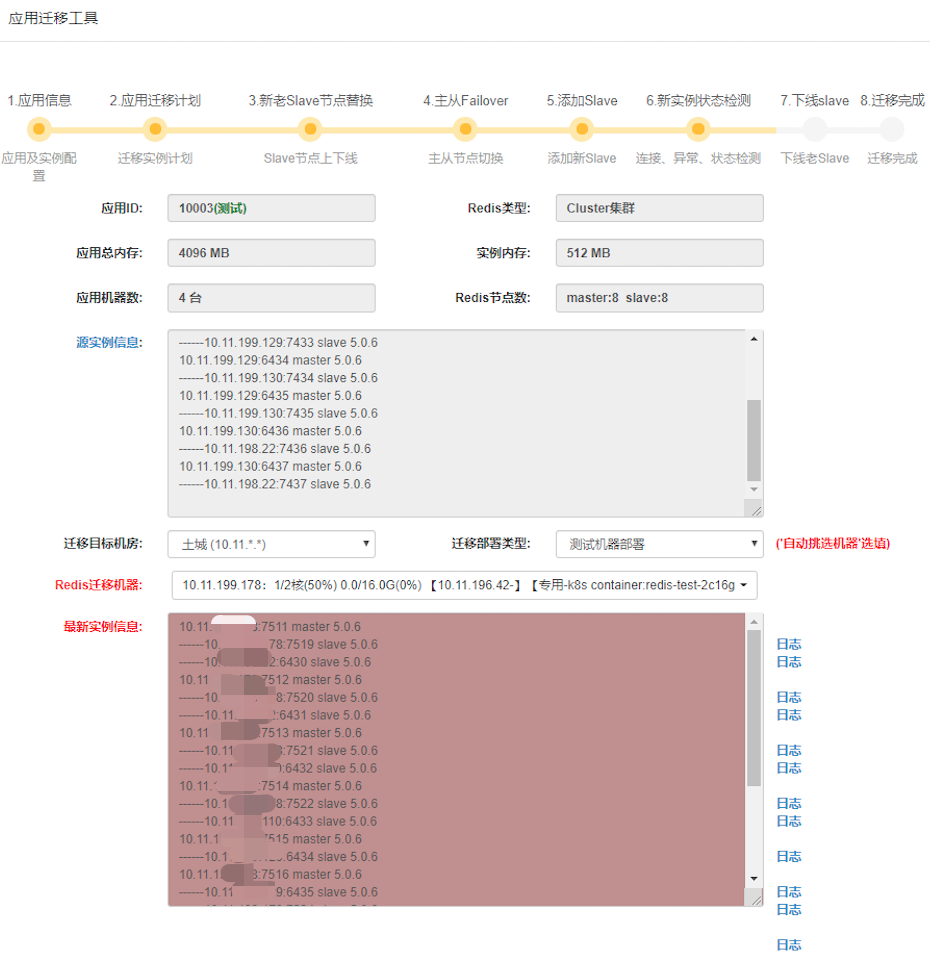 应用迁移工具
1.应用信息 2.应用迁移计划 3.新老Slave节点替换 4.主从Failover 5.添加Slave 6.新实例状态检测 7.下线slave 8.迁移完成
应用及实例配置 迁移实例计划 Slave节点上下线 主从节点切换 添加新Slave 连接、异常、状态检测 下线老Slave 迁移完成
应用ID: 10003(测试) Redis类型: Cluster集群
应用总内存: 4096 MB 实例内存: 512 MB
应用机器数: 4 台 Redis节点数: master:8 slave:8
源实例信息: ------10.11.199.129:7433 slave 5.0.6
10.11.199.129:6434 master 5.0.6
------10.11.199.130:7434 slave 5.0.6
10.11.199.129:6435 master 5.0.6
------10.11.199.130:7435 slave 5.0.6
10.11.199.130:6436 master 5.0.6
------10.11.198.22:7436 slave 5.0.6
10.11.199.130:6437 master 5.0.6
------10.11.198.22:7437 slave 5.0.6
迁移目标机房: 土城 (10.11.*.*) 迁移部署类型: 测试机器部署 ('自动挑选机器'选填)
Redis迁移机器: 10.11.199.178：1/2核(50%) 0.0/16.0G(0%) 【10.11.196.42-】【专用-k8s container:redis-test-2c16g
最新实例信息: 10.11. :7511 master 5.0.6
------10. 78:7519 slave 5.0.6 日志
------10. 2:6430 slave 5.0.6 日志
10.11 7512 master 5.0.6
------10. 8:7520 slave 5.0.6 日志
------10.11. :6431 slave 5.0.6 日志
10.11 7513 master 5.0.6
------10.1 :7521 slave 5.0.6 日志
------10.11 :6432 slave 5.0.6 日志
10.11. :7514 master 5.0.6
------10.1 8:7522 slave 5.0.6 日志
------10.11 110:6433 slave 5.0.6 日志
10.11.1 7515 master 5.0.6
------10.1 :6434 slave 5.0.6 日志
10.11.1 :7516 master 5.0.6
------10.11 9:6435 slave 5.0.6 日志
日志
日志